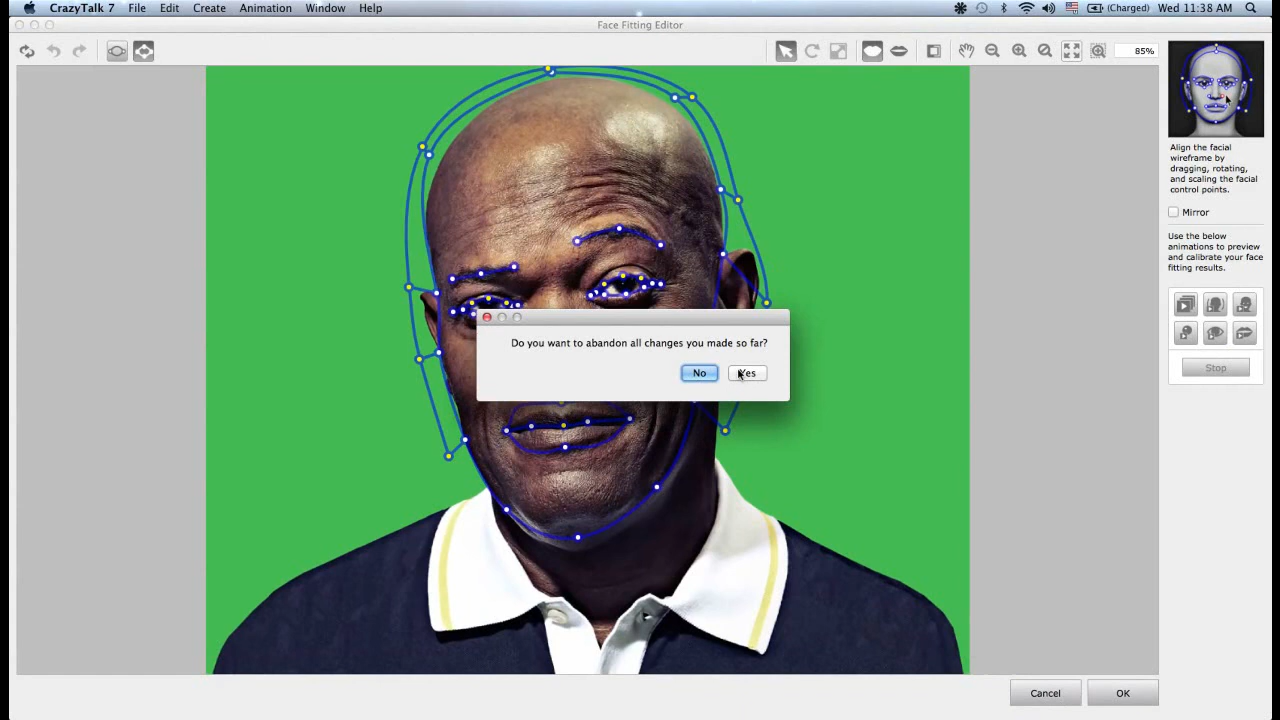 CrazyTalk 7 File Edit Create Animation Window Help (Charged) Wed 11:38 AM
Face Fitting Editor
85%
Align the facial
wireframe by
dragging, rotating,
and scaling the facial
control points.
Mirror
Use the below
animations to preview
and calibrate your face
fitting results.
Stop
Do you want to abandon all changes you made so far?
No Yes
Cancel OK